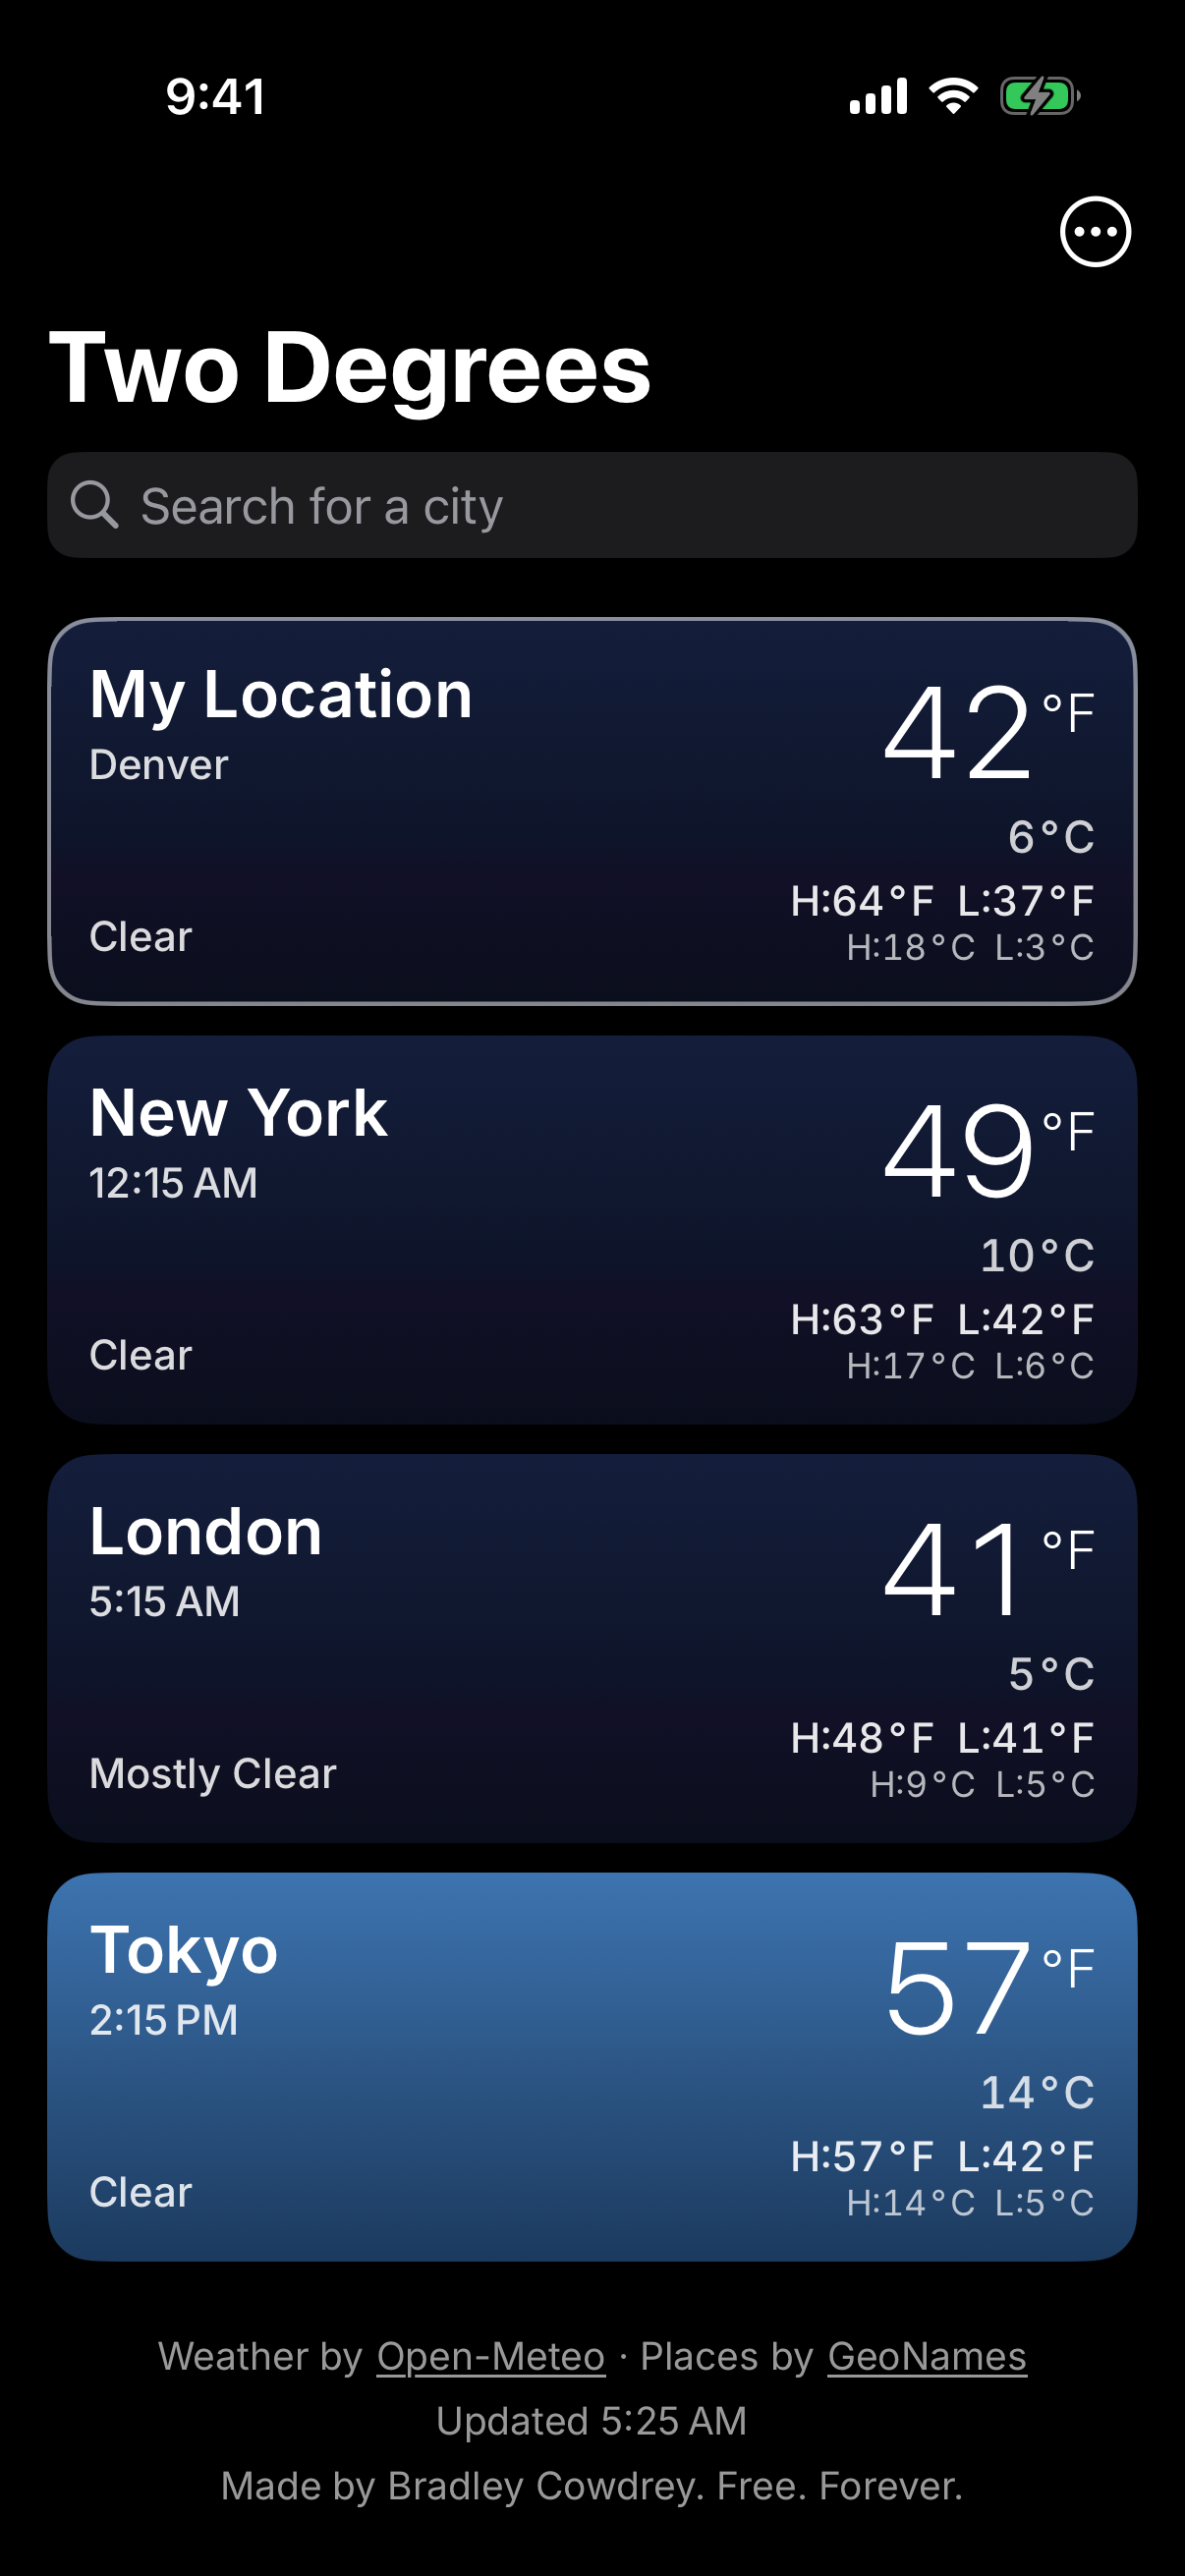 9:41
Two Degrees
Search for a city
My Location
Denver
42°F
6°C
H:64°F L:37°F
Clear
H:18°C L:3°C
New York
12:15 AM
49°F
10°C
H:63°F L:42°F
Clear
H:17°C L:6°C
London
5:15 AM
41°F
5°C
H:48°F L:41°F
Mostly Clear
H:9°C L:5°C
Tokyo
2:15 PM
57°F
14°C
H:57°F L:42°F
Clear
H:14°C L:5°C
Weather by Open-Meteo · Places by GeoNames
Updated 5:25 AM
Made by Bradley Cowdrey. Free. Forever.